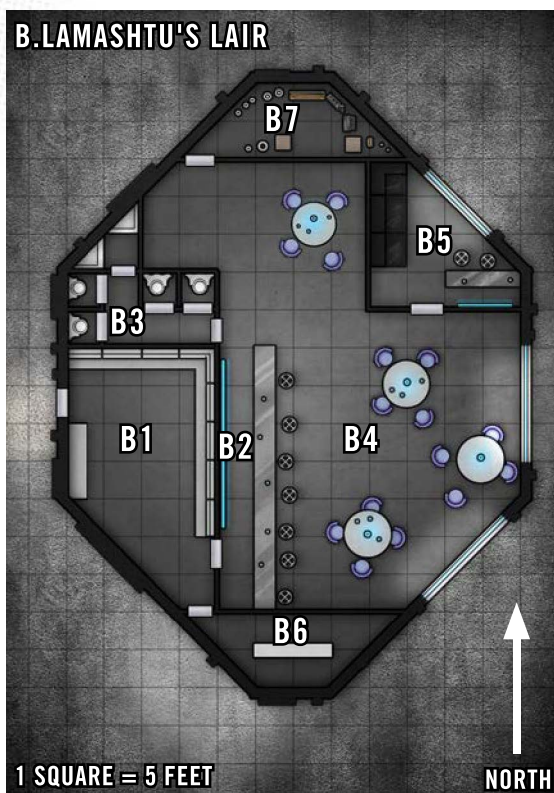 B.LAMASHTU'S LAIR
B7
B5
B3
B1
B2
B4
B6
1 SQUARE = 5 FEET
NORTH